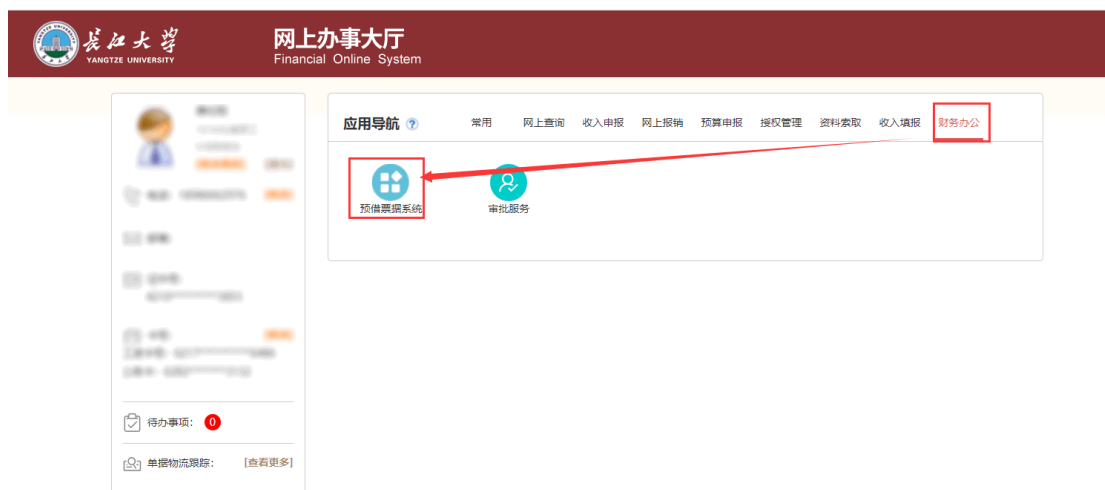 长江大学
YANGTZE UNIVERSITY
网上办事大厅
Financial Online System
应用导航 ?
常用 网上查询 收入申报 网上报销 预算申报 授权管理 资料索取 收入填报 财务办公
预借票据系统 审批服务
待办事项： 0
单据物流跟踪： [查看更多]